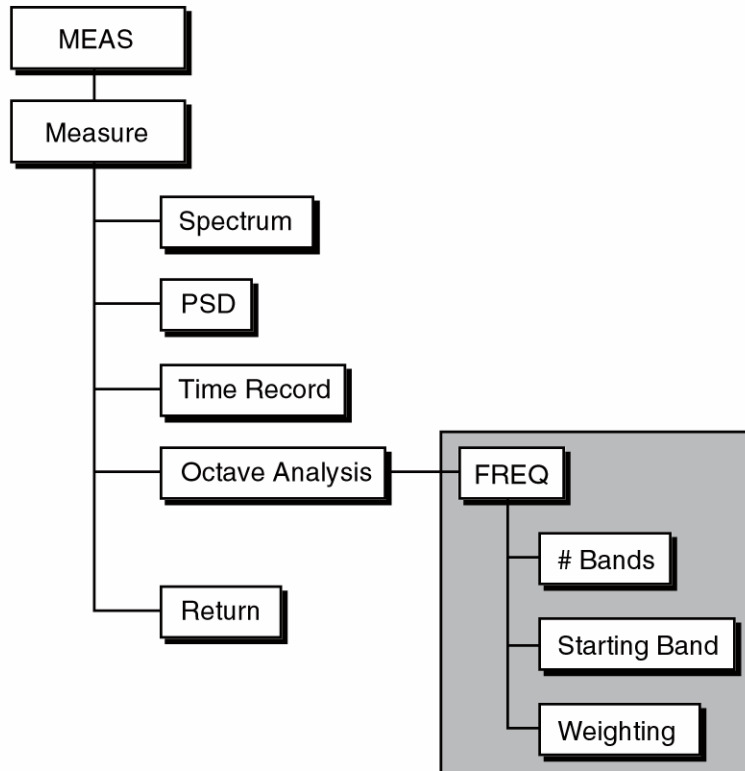 MEAS
Measure
Spectrum
PSD
Time Record
Octave Analysis
FREQ
# Bands
Starting Band
Weighting
Return